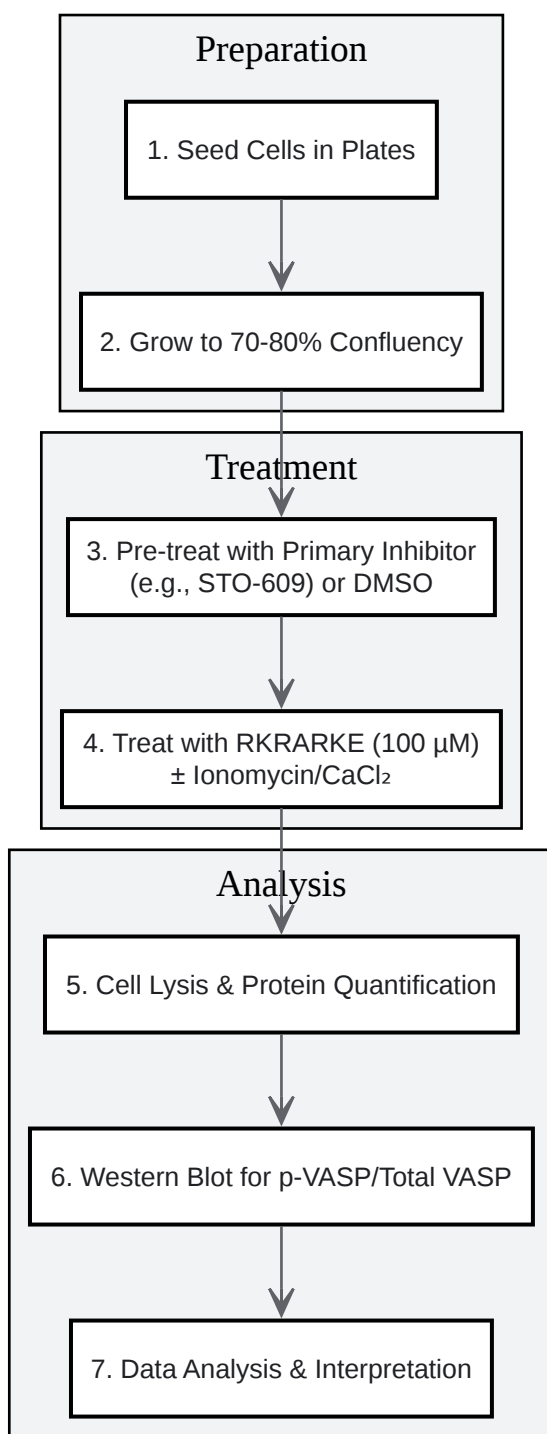 Preparation
1. Seed Cells in Plates
2. Grow to 70-80% Confluency
Treatment
3. Pre-treat with Primary Inhibitor
(e.g., STO-609) or DMSO
4. Treat with RKRARKE (100 µM)
± Ionomycin/CaCl₂
Analysis
5. Cell Lysis & Protein Quantification
6. Western Blot for p-VASP/Total VASP
7. Data Analysis & Interpretation